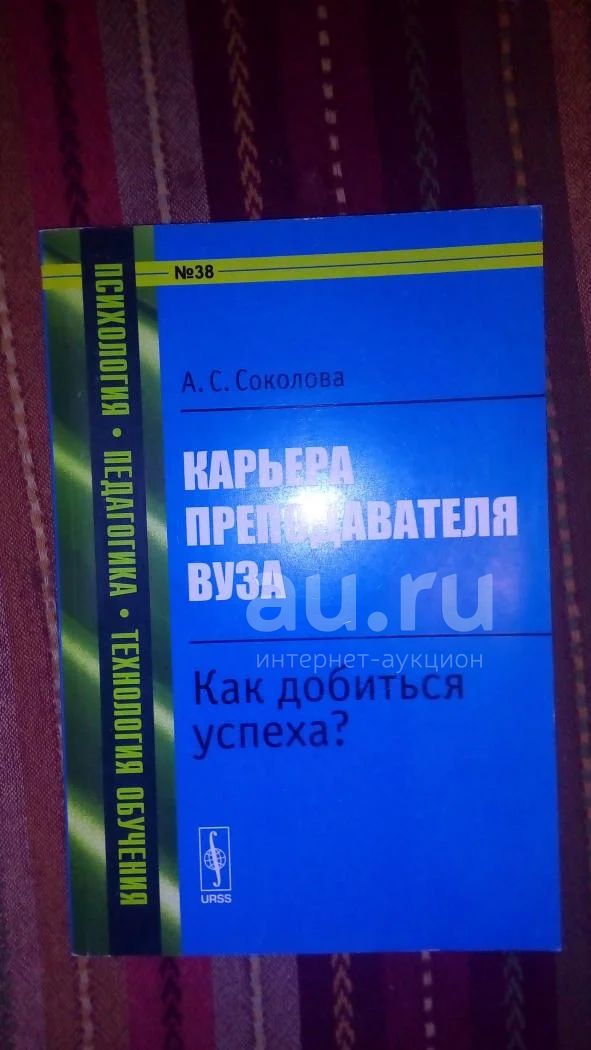 №38
ПСИХОЛОГИЯ • ПЕДАГОГИКА • ТЕХНОЛОГИЯ ОБУЧЕНИЯ
А. С. Соколова
КАРЬЕРА
ПРЕПОДАВАТЕЛЯ
ВУЗА
au.ru
интернет-аукцион
Как добиться
успеха?
URSS